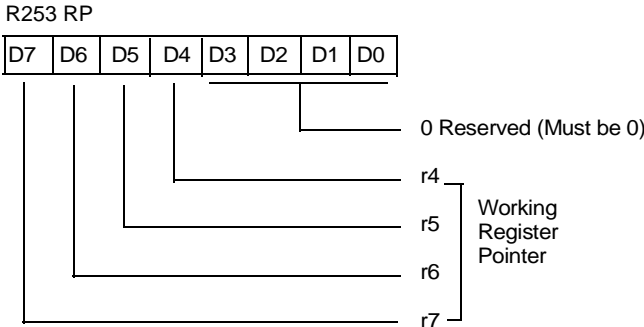 R253 RP
D7 D6 D5 D4 D3 D2 D1 D0
0 Reserved (Must be 0)
r4
r5
r6
r7
Working
Register
Pointer